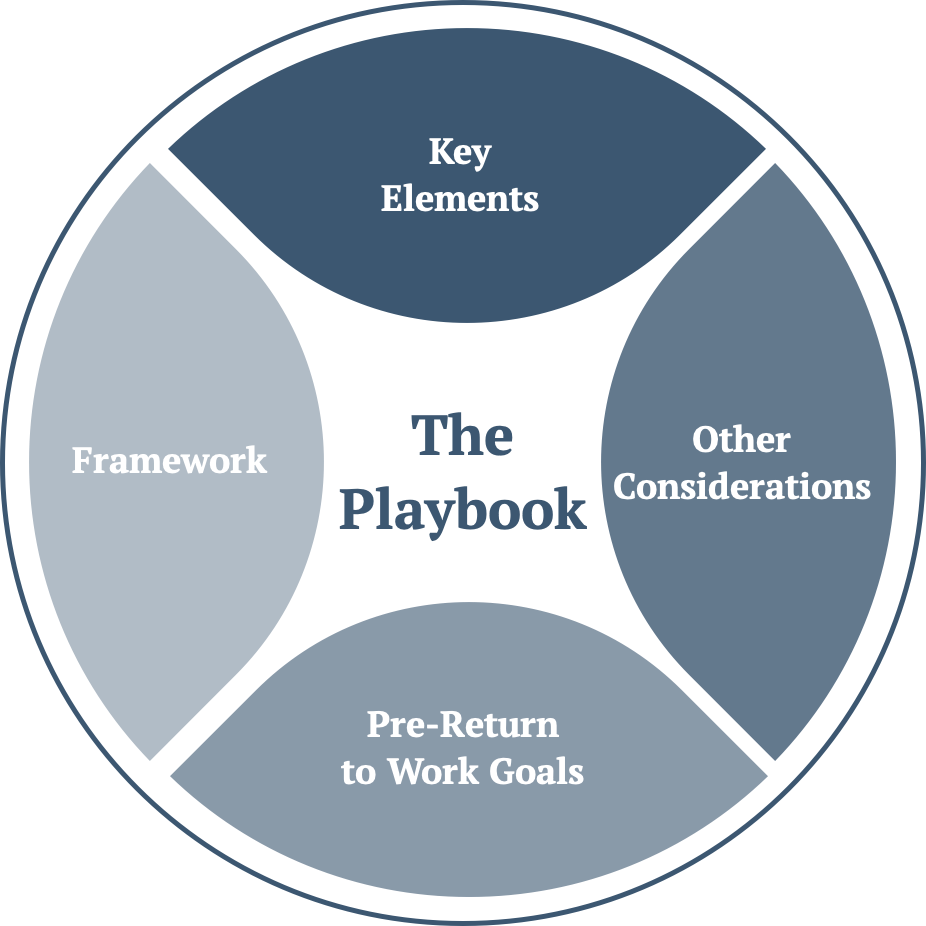 Key
Elements
Framework
The
Playbook
Other
Considerations
Pre-Return
to Work Goals